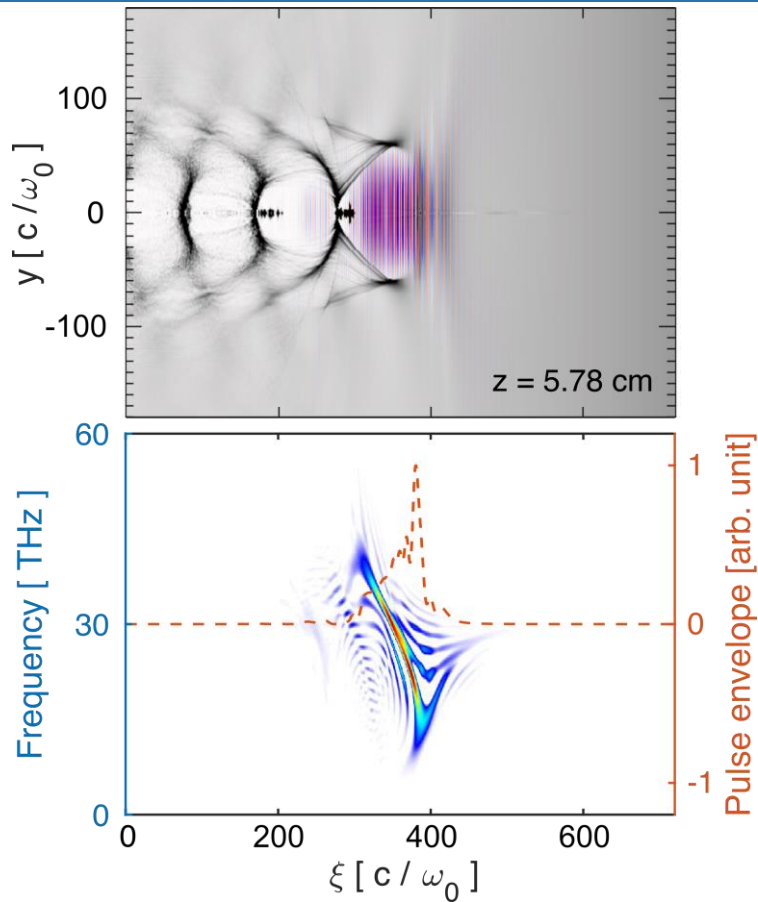 y [ c / ω0 ]
100
0
-100
z = 5.78 cm
Frequency [ THz ]
60
30
0
Pulse envelope [arb. unit]
1
0
-1
0 200 400 600
ξ [ c / ω0 ]